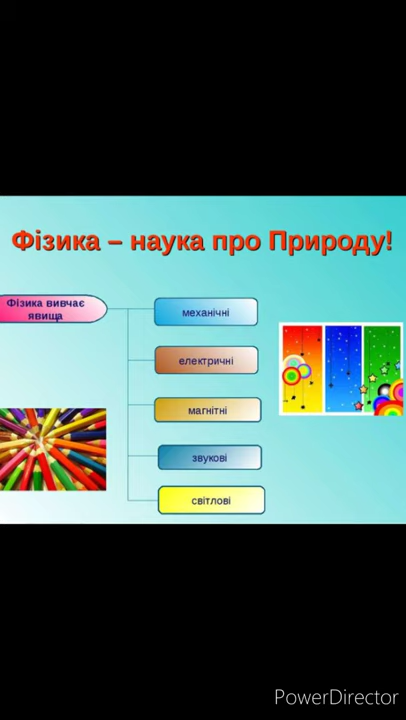 Фізика – наука про Природу!
Фізика вивчає
явища
механічні
електричні
магнітні
звукові
світлові
PowerDirector